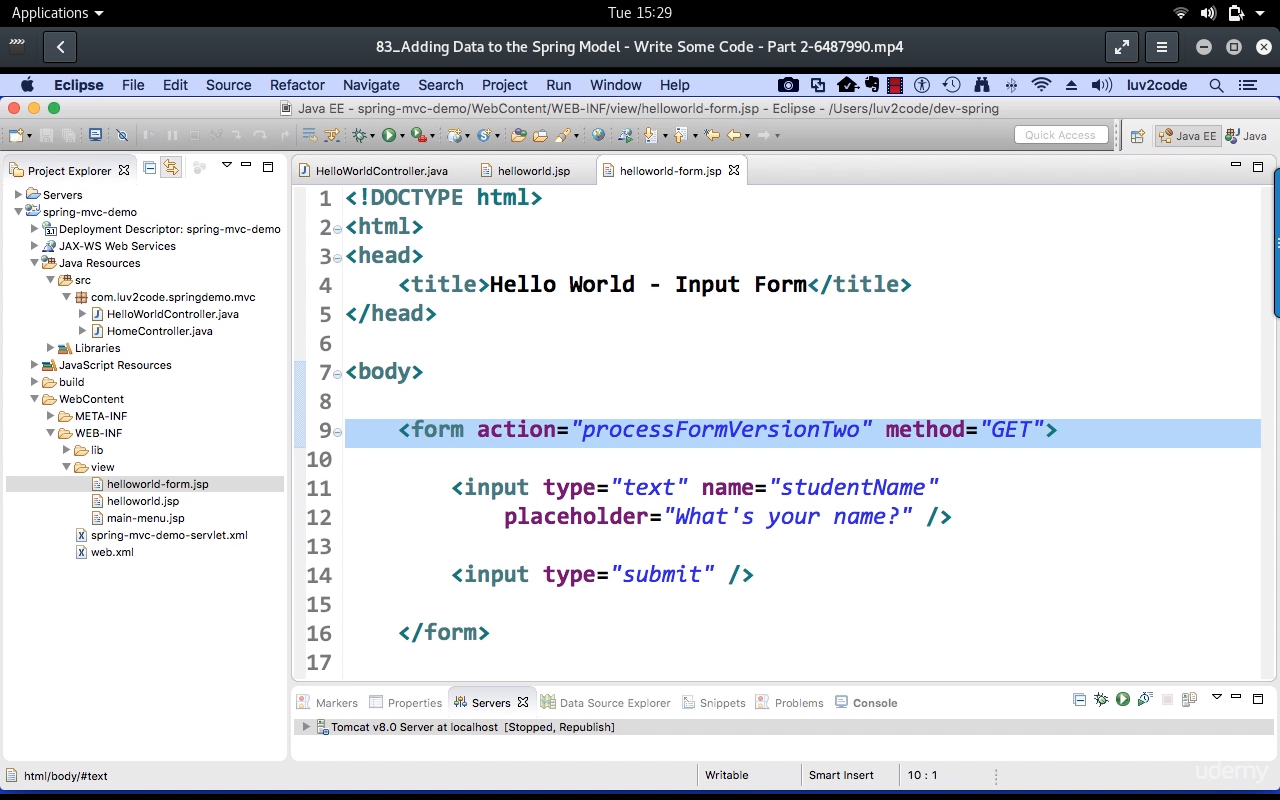 Applications
Tue 15:29
83_Adding Data to the Spring Model - Write Some Code - Part 2-6487990.mp4
Eclipse File Edit Source Refactor Navigate Search Project Run Window Help luv2code
Java EE - spring-mvc-demo/WebContent/WEB-INF/view/helloworld-form.jsp - Eclipse - /Users/luv2code/dev-spring
Quick Access Java EE Java
Project Explorer
Servers
spring-mvc-demo
Deployment Descriptor: spring-mvc-demo
JAX-WS Web Services
Java Resources
src
com.luv2code.springdemo.mvc
HelloWorldController.java
HomeController.java
Libraries
JavaScript Resources
build
WebContent
META-INF
WEB-INF
lib
view
helloworld-form.jsp
helloworld.jsp
main-menu.jsp
spring-mvc-demo-servlet.xml
web.xml
HelloWorldController.java helloworld.jsp helloworld-form.jsp
1 <!DOCTYPE html>
2 <html>
3 <head>
4 <title>Hello World - Input Form</title>
5 </head>
6
7 <body>
8
9 <form action="processFormVersionTwo" method="GET">
10
11 <input type="text" name="studentName"
12 placeholder="What's your name?" />
13
14 <input type="submit" />
15
16 </form>
17
Markers Properties Servers Data Source Explorer Snippets Problems Console
Tomcat v8.0 Server at localhost [Stopped, Republish]
html/body/#text Writable Smart Insert 10 : 1
udemy